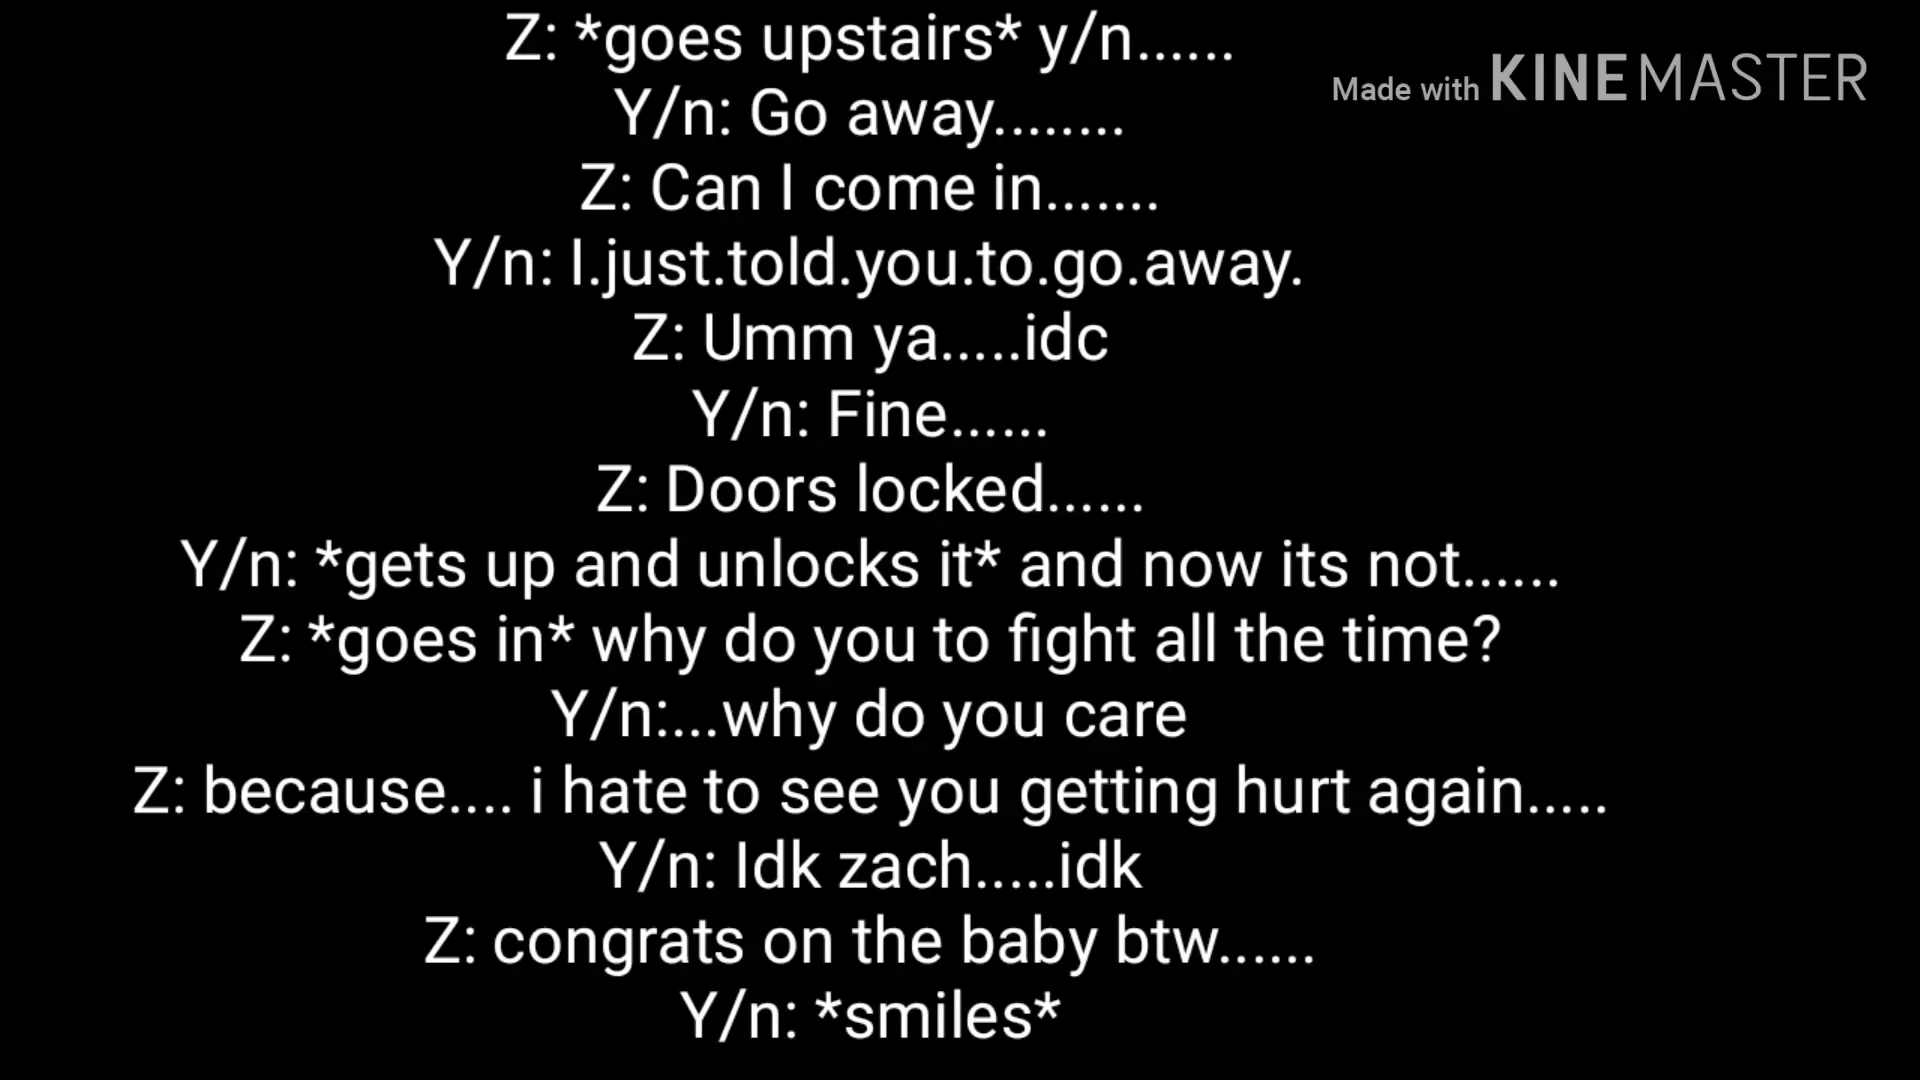 Z: *goes upstairs* y/n......
Made with KINEMASTER
Y/n: Go away........
Z: Can I come in.......
Y/n: I.just.told.you.to.go.away.
Z: Umm ya.....idc
Y/n: Fine......
Z: Doors locked......
Y/n: *gets up and unlocks it* and now its not......
Z: *goes in* why do you to fight all the time?
Y/n:...why do you care
Z: because.... i hate to see you getting hurt again.....
Y/n: Idk zach.....idk
Z: congrats on the baby btw......
Y/n: *smiles*